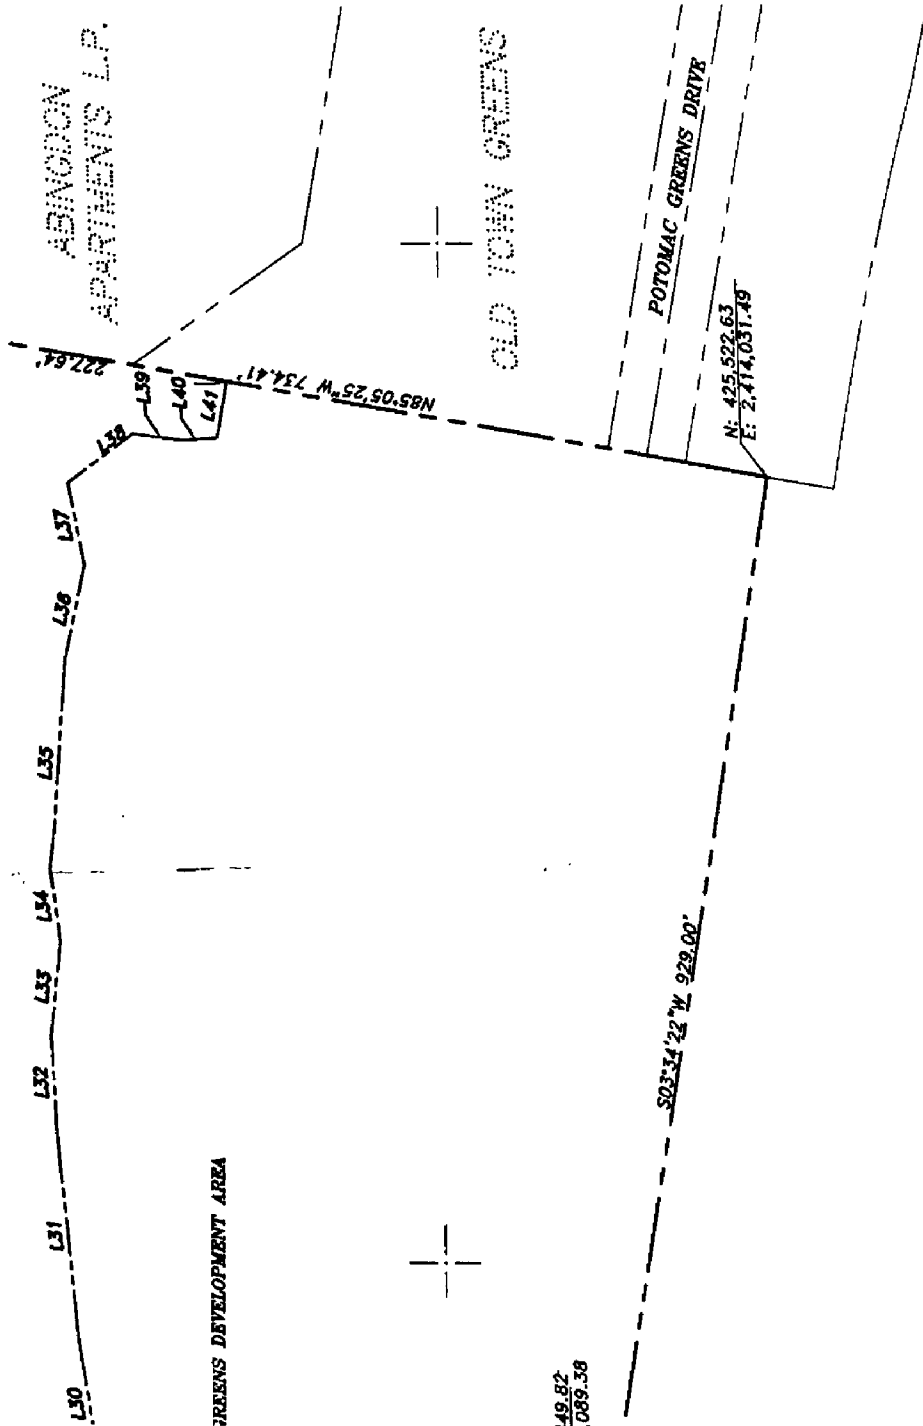 ABINGDON
APARTMENTS L.P.
OLD TOWN GREENS
POTOMAC GREENS DRIVE
227.64'
N85°05'25"W 734.41'
N: 425,522.63
E: 2,414,031.49
L39
L40
L41
L38
L37
L36
L35
L34
L33
L32
L31
L30
S03°34'22"W 929.00'
GREENS DEVELOPMENT AREA
49.82
089.38